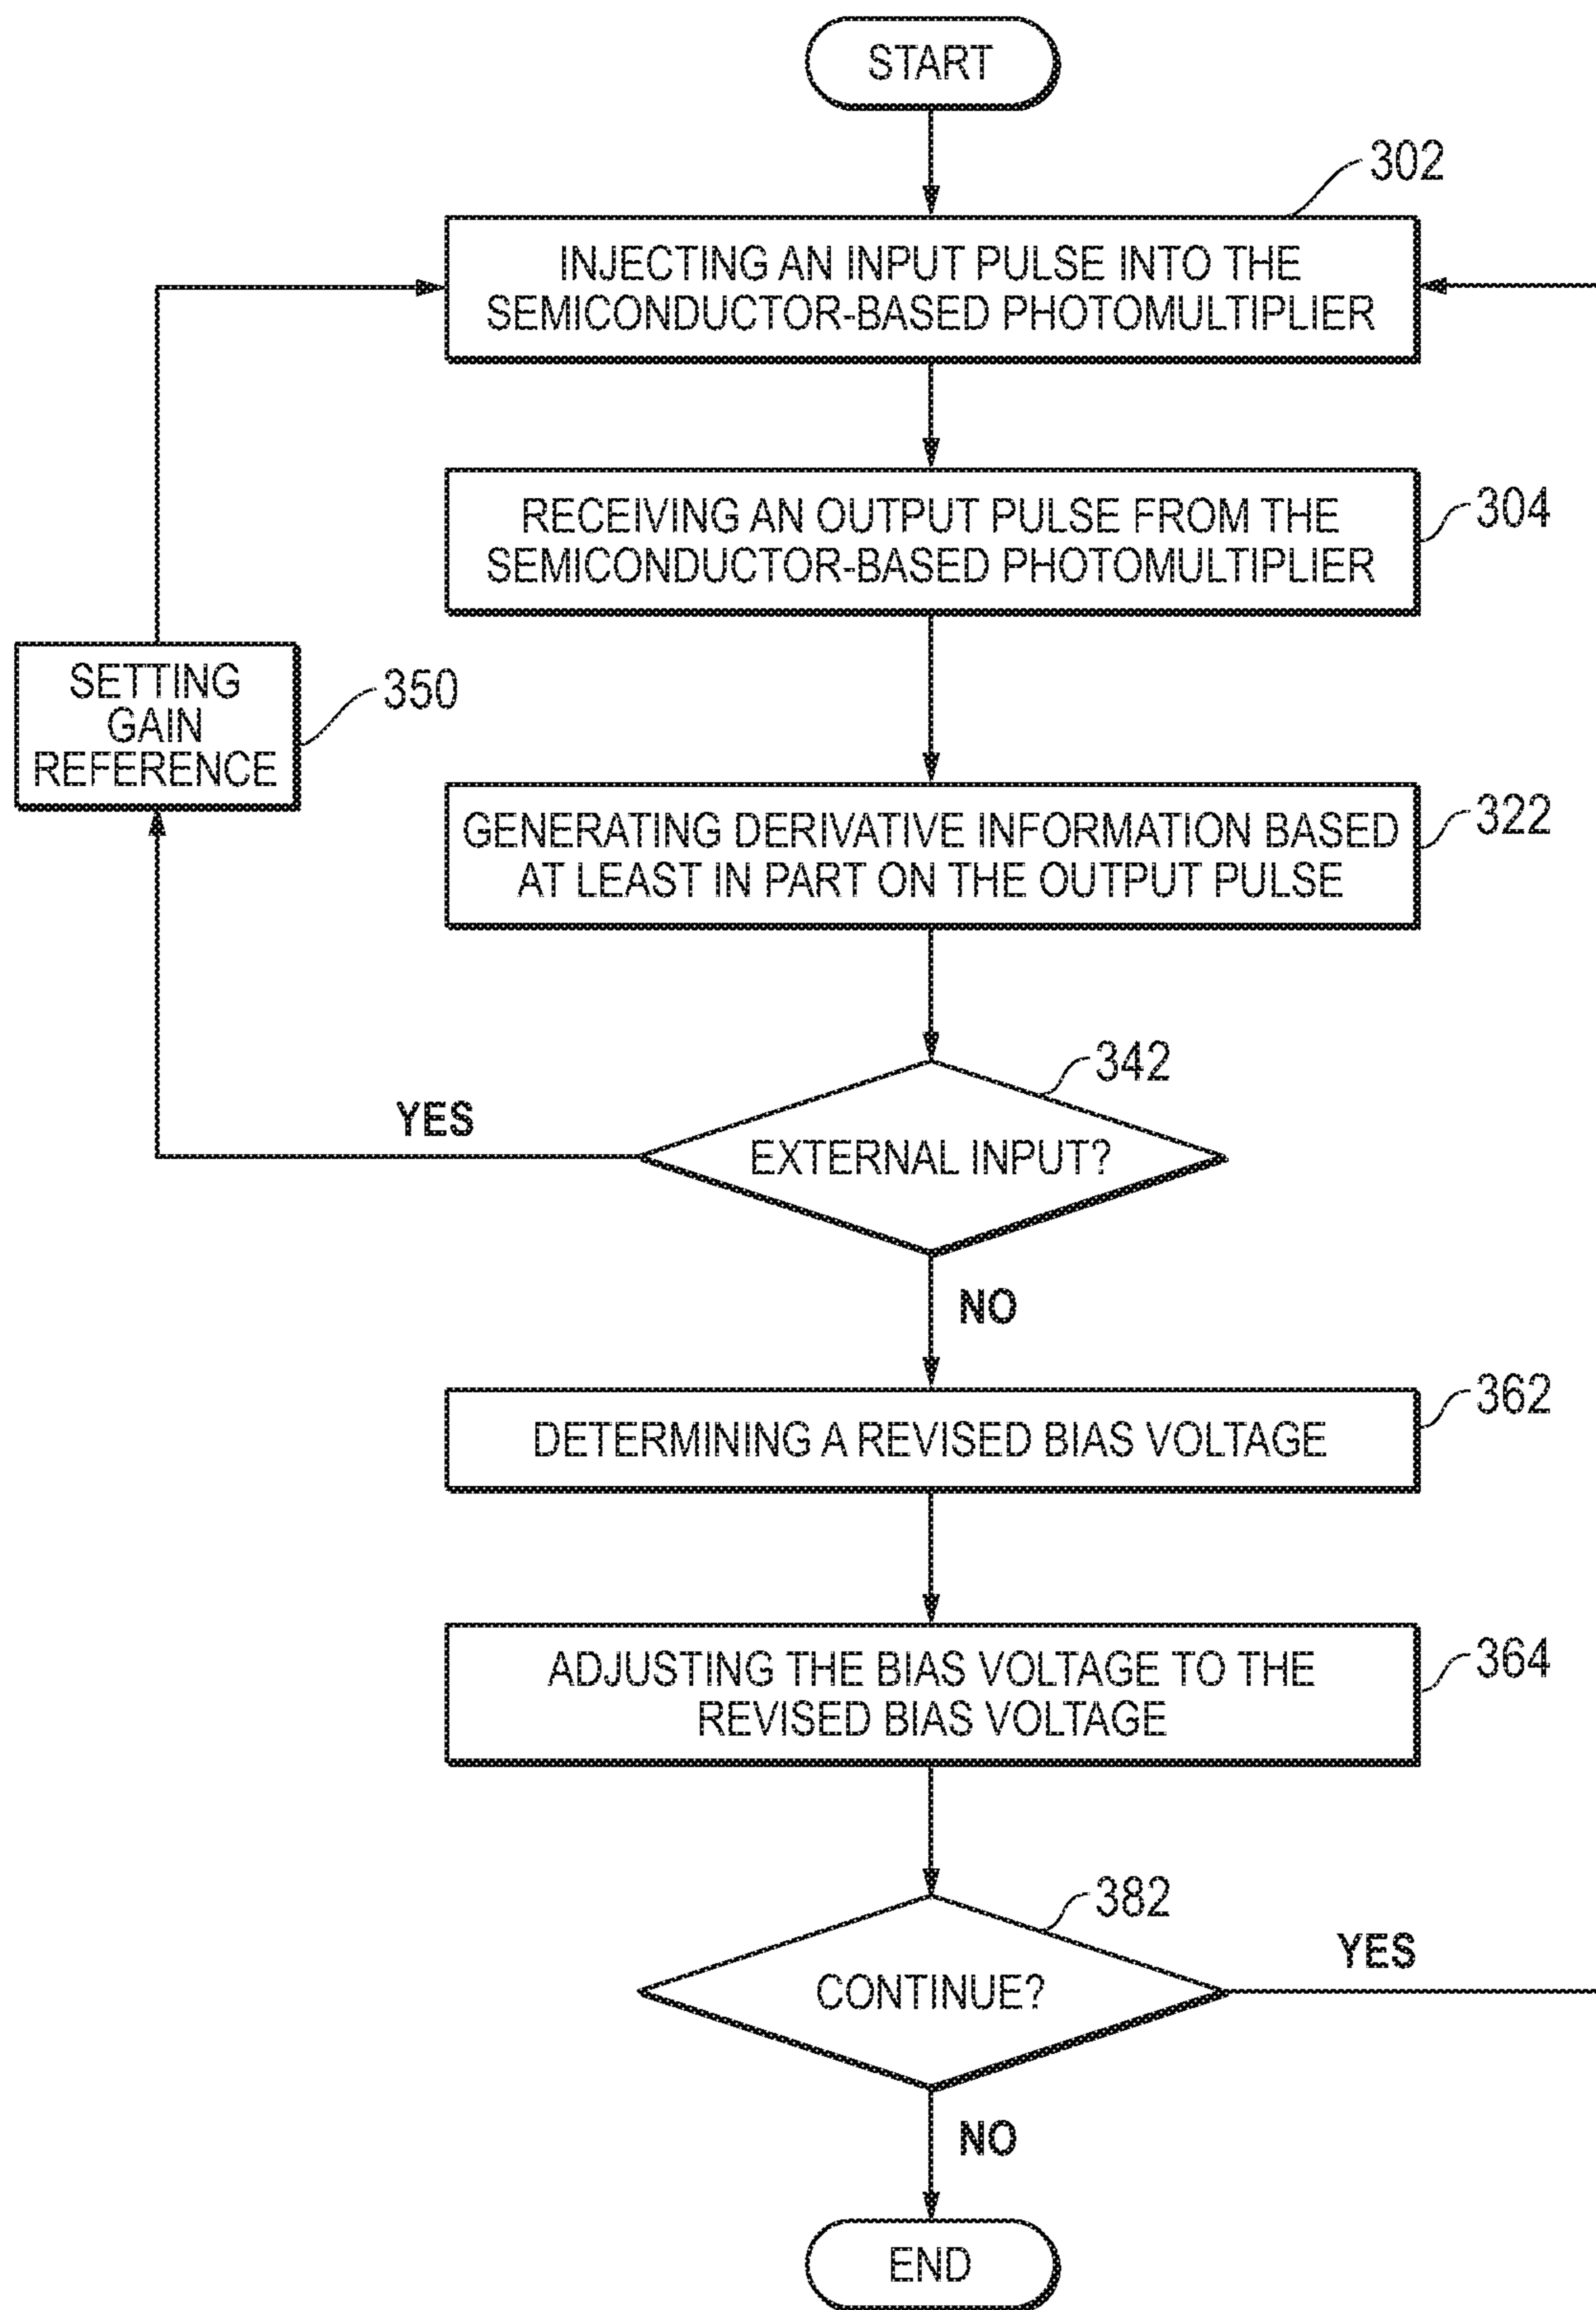 START
302
INJECTING AN INPUT PULSE INTO THE
SEMICONDUCTOR-BASED PHOTOMULTIPLIER
RECEIVING AN OUTPUT PULSE FROM THE
SEMICONDUCTOR-BASED PHOTOMULTIPLIER
304
SETTING
GAIN
REFERENCE
350
GENERATING DERIVATIVE INFORMATION BASED
AT LEAST IN PART ON THE OUTPUT PULSE
322
342
YES
EXTERNAL INPUT?
NO
DETERMINING A REVISED BIAS VOLTAGE
362
ADJUSTING THE BIAS VOLTAGE TO THE
REVISED BIAS VOLTAGE
364
382
YES
CONTINUE?
NO
END